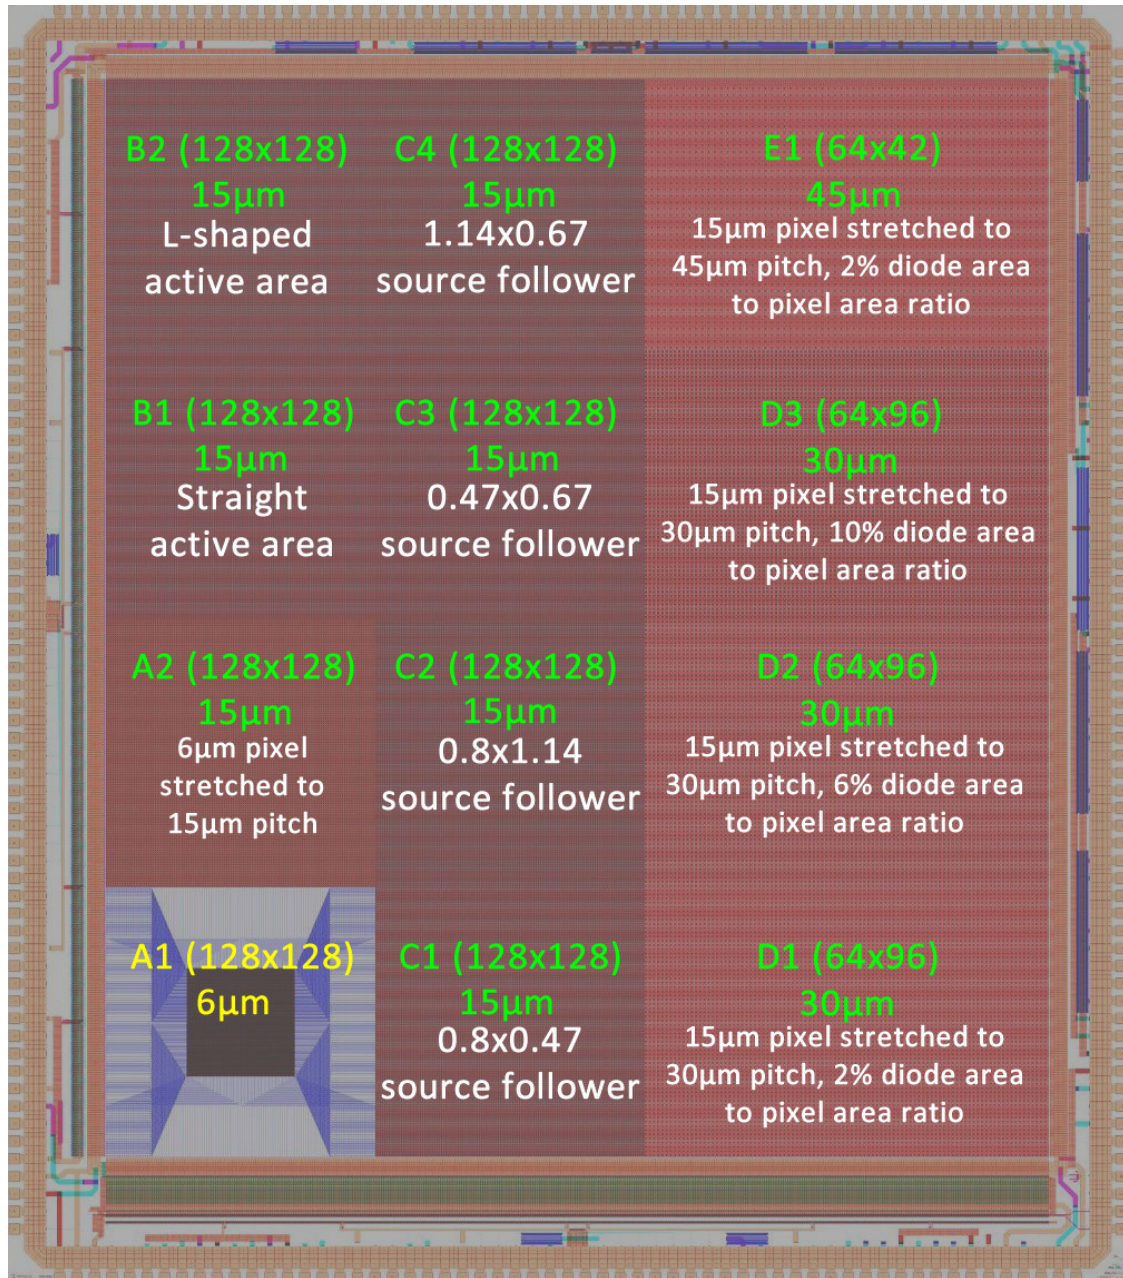 B2 (128x128)
15µm
L-shaped
active area
C4 (128x128)
15µm
1.14x0.67
source follower
E1 (64x42)
45µm
15µm pixel stretched to
45µm pitch, 2% diode area
to pixel area ratio
B1 (128x128)
15µm
Straight
active area
C3 (128x128)
15µm
0.47x0.67
source follower
D3 (64x96)
30µm
15µm pixel stretched to
30µm pitch, 10% diode area
to pixel area ratio
A2 (128x128)
15µm
6µm pixel
stretched to
15µm pitch
C2 (128x128)
15µm
0.8x1.14
source follower
D2 (64x96)
30µm
15µm pixel stretched to
30µm pitch, 6% diode area
to pixel area ratio
A1 (128x128)
6µm
C1 (128x128)
15µm
0.8x0.47
source follower
D1 (64x96)
30µm
15µm pixel stretched to
30µm pitch, 2% diode area
to pixel area ratio